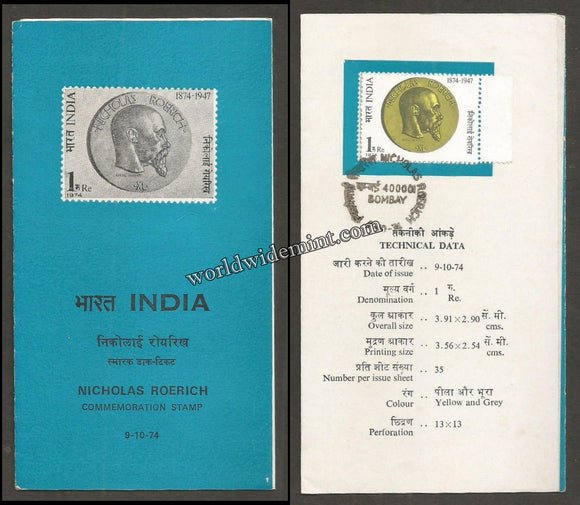 1874-1947
भारत INDIA
NICHOLAS ROERICH
निकोलाई रोयरिख
1 रु Re
1974
भारत INDIA
निकोलाई रोयरिख
स्मारक डाक-टिकट
NICHOLAS ROERICH
COMMEMORATION STAMP
9-10-74
1
1874-1947
भारत INDIA
NICHOLAS ROERICH
निकोलाई रोयरिख
1 रु Re
1974
NICHOLAS ROERICH
400001
BOMBAY
तकनीकी आंकड़े
TECHNICAL DATA
जारी करने की तारीख .. 9-10-74
Date of issue
मूल्य वर्ग .. 1 रु.
Denomination Re.
कुल आकार .. 3.91×2.90 सें. मी.
Overall size cms.
मुद्रण आकार .. 3.56×2.54 सें. मी.
Printing size cms.
प्रति शीट संख्या .. 35
Number per issue sheet
रंग .. पीला और भूरा
Colour Yellow and Grey
छिद्रण .. 13×13
Perforation
worldwidemint.com